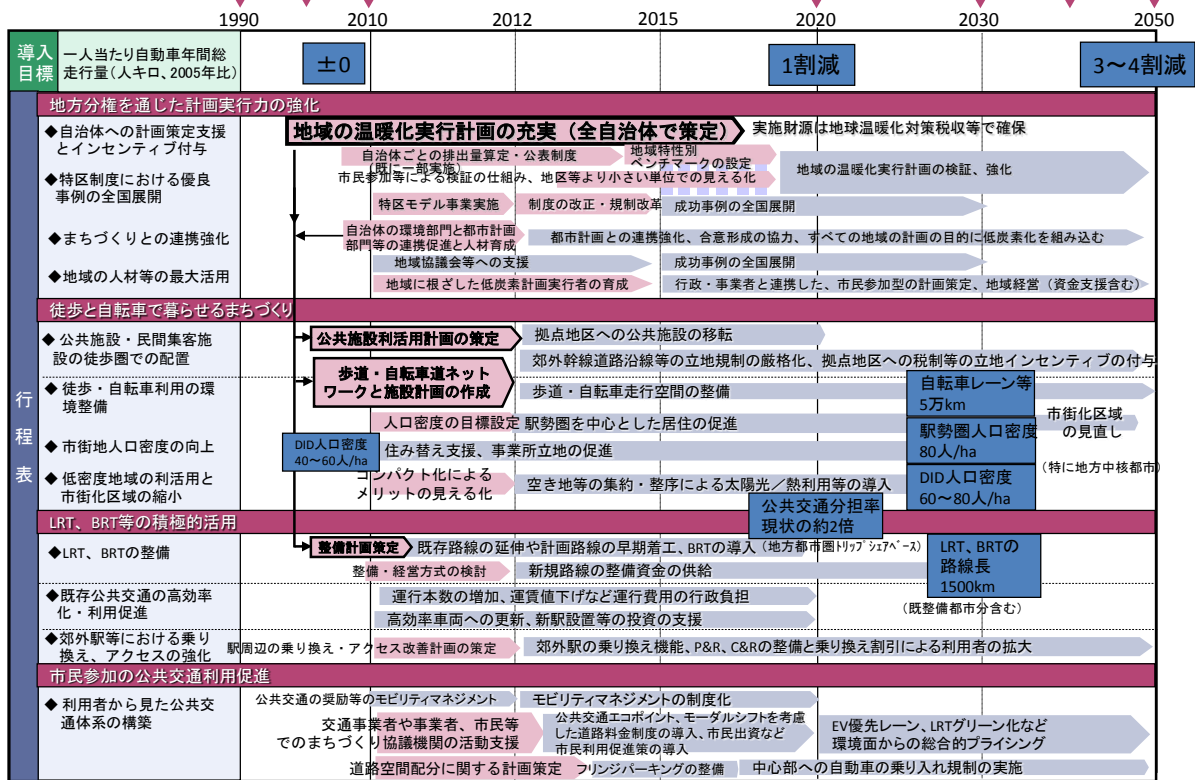 1990 2010 2012 2015 2020 2030 2050
導入
目標
一人当たり自動車年間総
走行量(人キロ、2005年比)
±0
1割減
3~4割減
行程表
地方分権を通じた計画実行力の強化
◆自治体への計画策定支援
とインセンティブ付与
地域の温暖化実行計画の充実(全自治体で策定)
実施財源は地球温暖化対策税収等で確保
自治体ごとの排出量算定・公表制度
(既に一部実施)
地域特性別
ベンチマークの設定
地域の温暖化実行計画の検証、強化
市民参加等による検証の仕組み、地区等より小さい単位での見える化
◆特区制度における優良
事例の全国展開
特区モデル事業実施
制度の改正・規制改革
成功事例の全国展開
◆まちづくりとの連携強化
自治体の環境部門と都市計画
部門等の連携促進と人材育成
都市計画との連携強化、合意形成の協力、すべての地域の計画の目的に低炭素化を組み込む
◆地域の人材等の最大活用
地域協議会等への支援
成功事例の全国展開
地域に根ざした低炭素計画実行者の育成
行政・事業者と連携した、市民参加型の計画策定、地域経営(資金支援含む)
徒歩と自転車で暮らせるまちづくり
◆ 公共施設・民間集客施
設の徒歩圏での配置
公共施設利活用計画の策定
拠点地区への公共施設の移転
郊外幹線道路沿線等の立地規制の厳格化、拠点地区への税制等の立地インセンティブの付与
◆ 徒歩・自転車利用の環
境整備
歩道・自転車道ネット
ワークと施設計画の作成
歩道・自転車走行空間の整備
自転車レーン等
5万km
◆ 市街地人口密度の向上
人口密度の目標設定
駅勢圏を中心とした居住の促進
市街化区域
の見直し
DID人口密度
40~60人/ha
住み替え支援、事業所立地の促進
駅勢圏人口密度
80人/ha
(特に地方中核都市)
◆ 低密度地域の利活用と
市街化区域の縮小
コンパクト化による
メリットの見える化
空き地等の集約・整序による太陽光/熱利用等の導入
DID人口密度
60~80人/ha
公共交通分担率
現状の約2倍
LRT、BRT等の積極的活用
◆LRT、BRTの整備
整備計画策定
既存路線の延伸や計画路線の早期着工、BRTの導入
(地方都市圏トリップシェアベース)
整備・経営方式の検討
新規路線の整備資金の供給
LRT、BRTの
路線長
1500km
(既整備都市分含む)
◆既存公共交通の高効率
化・利用促進
運行本数の増加、運賃値下げなど運行費用の行政負担
高効率車両への更新、新駅設置等の投資の支援
◆郊外駅等における乗り
換え、アクセスの強化
駅周辺の乗り換え・アクセス改善計画の策定
郊外駅の乗り換え機能、P&R、C&Rの整備と乗り換え割引による利用者の拡大
市民参加の公共交通利用促進
◆ 利用者から見た公共交
通体系の構築
公共交通の奨励等のモビリティマネジメント
モビリティマネジメントの制度化
交通事業者や事業者、市民等
でのまちづくり協議機関の活動支援
公共交通エコポイント、モーダルシフトを考慮
した道路料金制度の導入、市民出資など
市民利用促進策の導入
EV優先レーン、LRTグリーン化など
環境面からの総合的プライシング
道路空間配分に関する計画策定
フリンジパーキングの整備
中心部への自動車の乗り入れ規制の実施